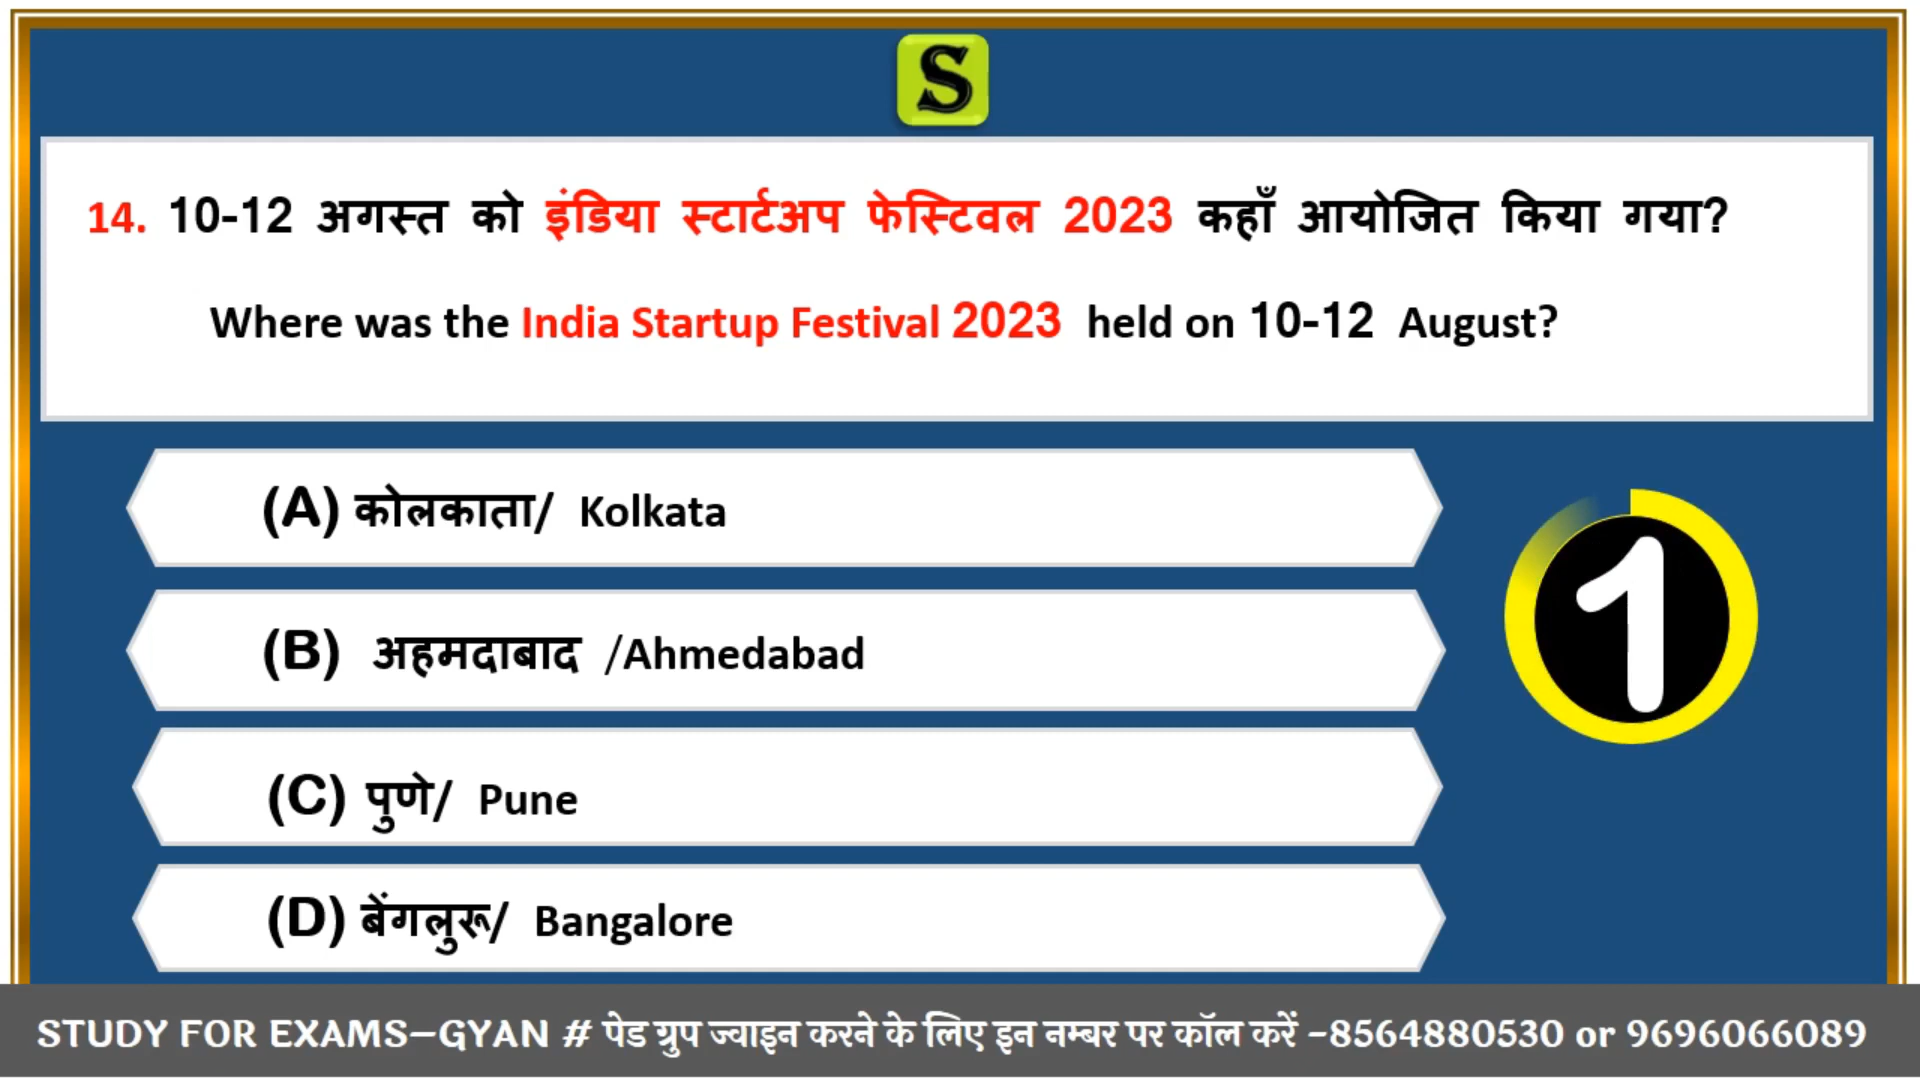 S
14. 10-12 अगस्त को इंडिया स्टार्टअप फेस्टिवल 2023 कहाँ आयोजित किया गया?
Where was the India Startup Festival 2023 held on 10-12 August?
(A) कोलकाता/ Kolkata
(B) अहमदाबाद /Ahmedabad
1
(C) पुणे/ Pune
(D) बेंगलुरू/ Bangalore
STUDY FOR EXAMS–GYAN # पेड ग्रुप ज्वाइन करने के लिए इन नम्बर पर कॉल करें –8564880530 or 9696066089